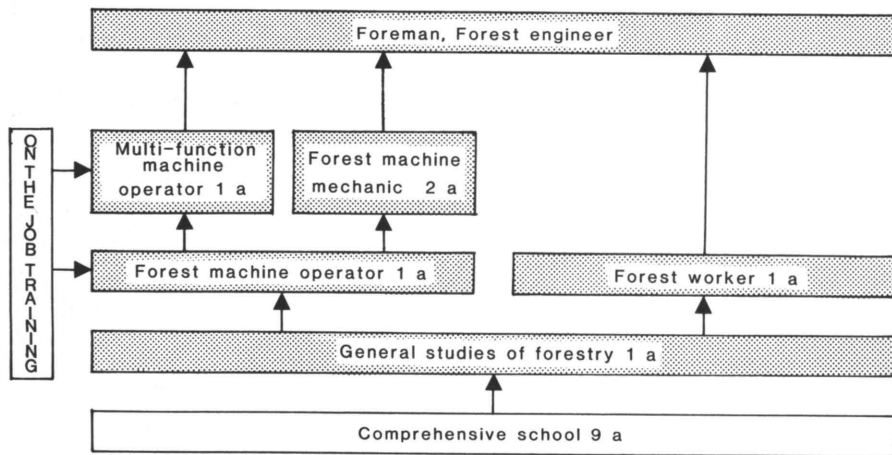 Foreman, Forest engineer
ON THE JOB TRAINING
Multi-function
machine
operator 1 a
Forest machine
mechanic 2 a
Forest machine operator 1 a
Forest worker 1 a
General studies of forestry 1 a
Comprehensive school 9 a